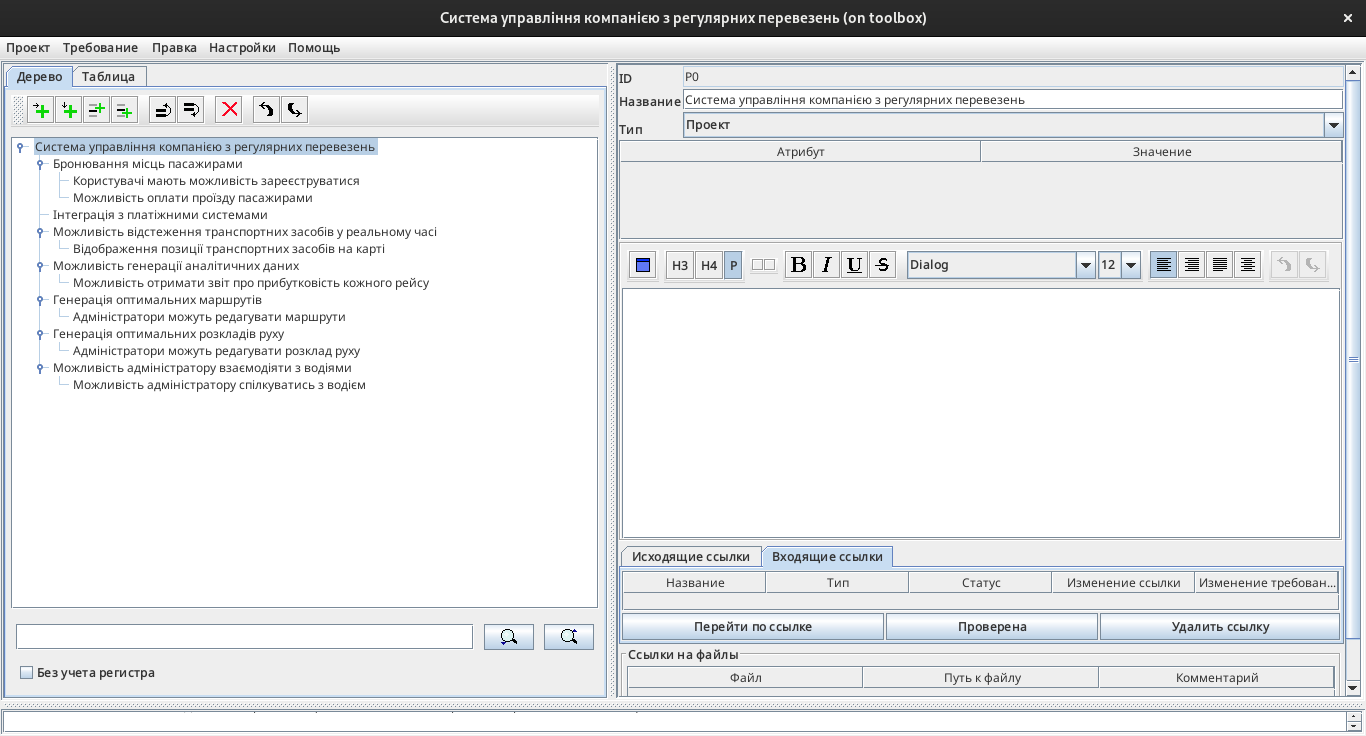 Система управління компанією з регулярних перевезень (on toolbox)
Проект Требование Правка Настройки Помощь
Дерево Таблица
Система управління компанією з регулярних перевезень
Бронювання місць пасажирами
Користувачі мають можливість зареєструватися
Можливість оплати проїзду пасажирами
Інтеграція з платіжними системами
Можливість відстеження транспортних засобів у реальному часі
Відображення позиції транспортних засобів на карті
Можливість генерації аналітичних даних
Можливість отримати звіт про прибутковість кожного рейсу
Генерація оптимальних маршрутів
Адміністратори можуть редагувати маршрути
Генерація оптимальних розкладів руху
Адміністратори можуть редагувати розклад руху
Можливість адміністратору взаємодіяти з водіями
Можливість адміністратору спілкуватись з водієм
Без учета регистра
ID P0
Название Система управління компанією з регулярних перевезень
Тип Проект
Атрибут Значение
H3 H4 P B I U S Dialog 12
Исходящие ссылки Входящие ссылки
Название Тип Статус Изменение ссылки Изменение требован...
Перейти по ссылке Проверена Удалить ссылку
Ссылки на файлы
Файл Путь к файлу Комментарий